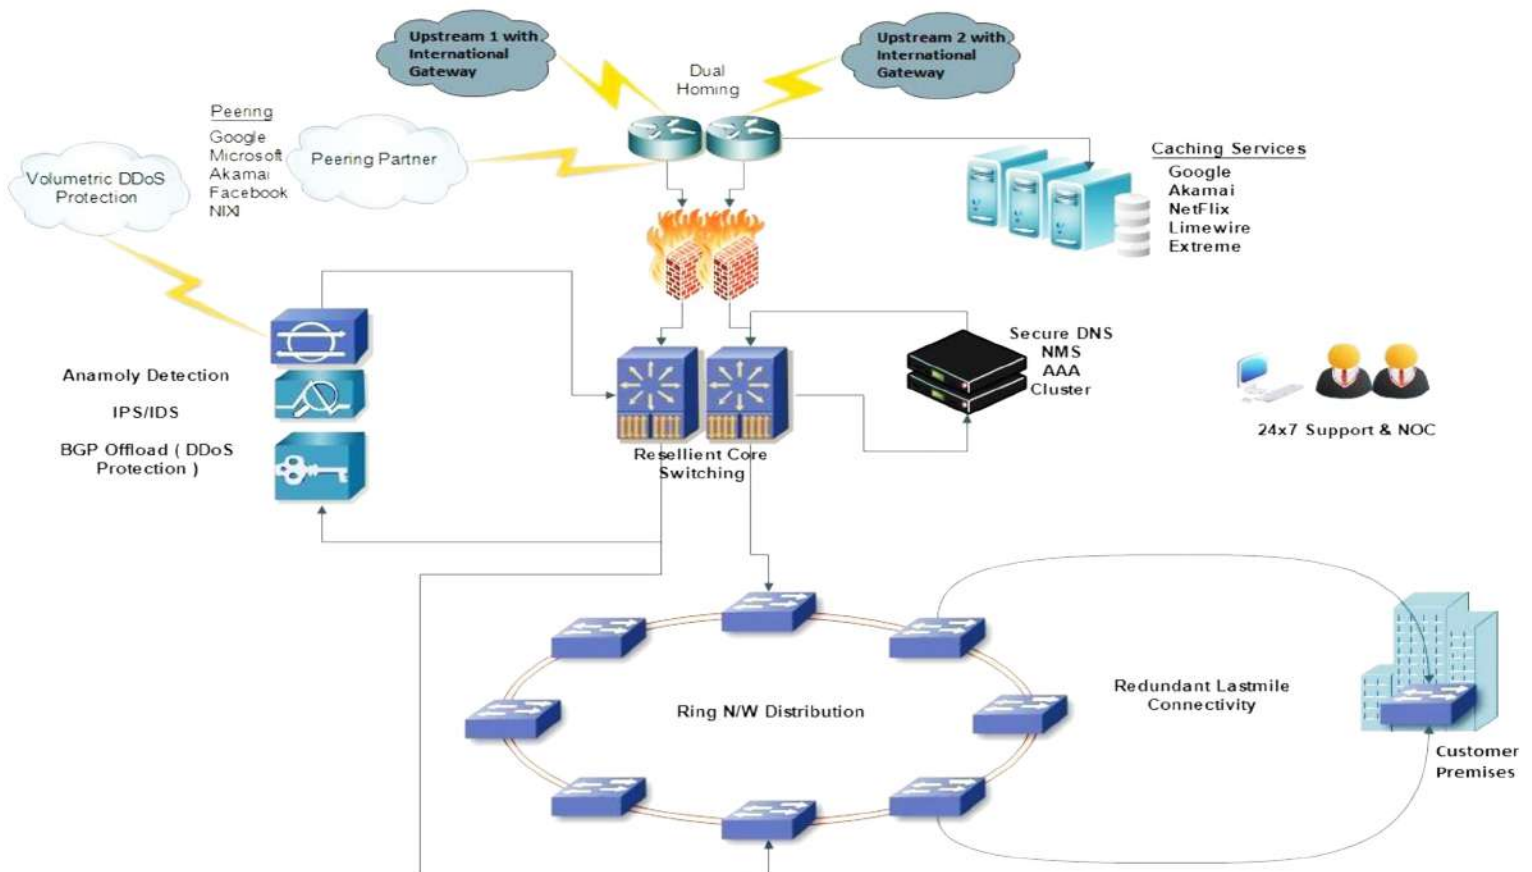 Upstream 1 with
International
Gateway
Upstream 2 with
International
Gateway
Dual
Homing
Peering
Google
Microsoft
Akamai
Facebook
NIXI
Peering Partner
Volumetric DDoS
Protection
Caching Services
Google
Akamai
NetFlix
Limewire
Extreme
Anamoly Detection
IPS/IDS
BGP Offload ( DDoS
Protection )
Secure DNS
NMS
AAA
Cluster
24x7 Support & NOC
Resellient Core
Switching
Ring N/W Distribution
Redundant Lastmile
Connectivity
Customer
Premises